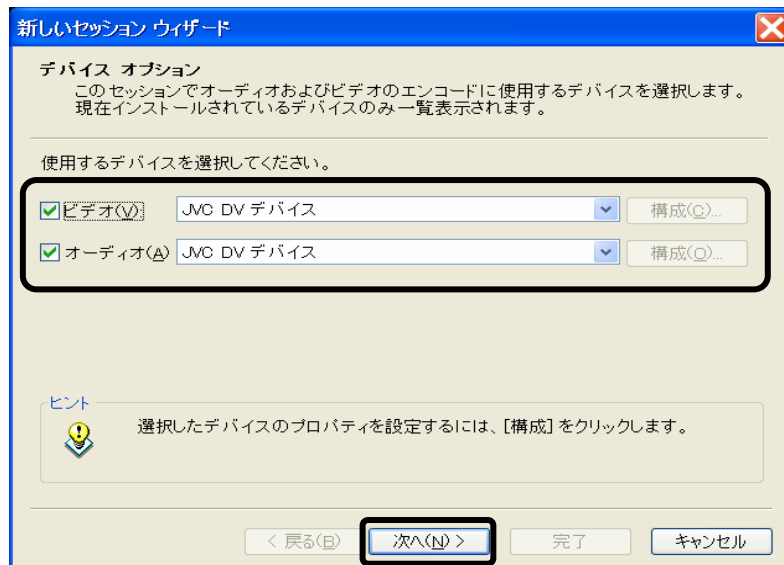 新しいセッション ウィザード
デバイス オプション
このセッションでオーディオおよびビデオのエンコードに使用するデバイスを選択します。
現在インストールされているデバイスのみ一覧表示されます。
使用するデバイスを選択してください。
ビデオ(V) JVC DV デバイス 構成(C)...
オーディオ(A) JVC DV デバイス 構成(O)...
ヒント
選択したデバイスのプロパティを設定するには、[構成] をクリックします。
< 戻る(B) 次へ(N) > 完了 キャンセル